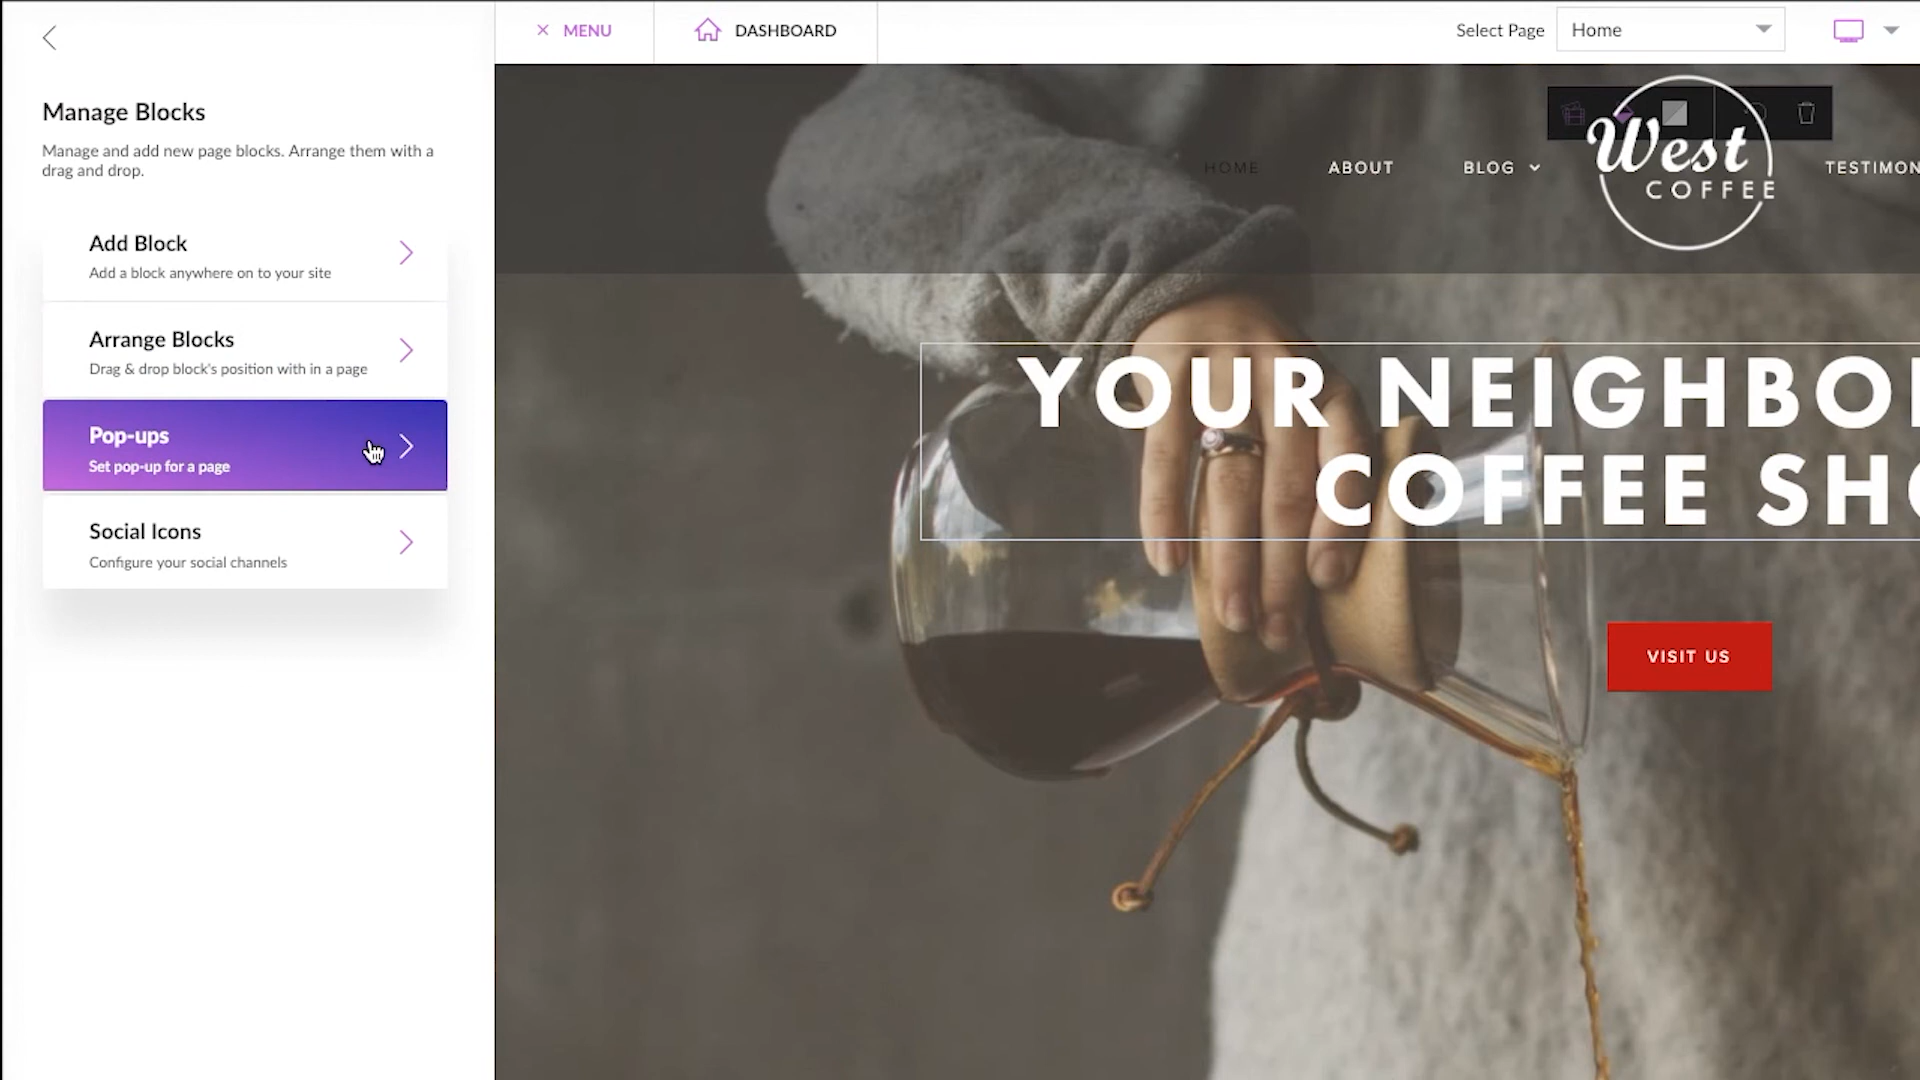 MENU
DASHBOARD
Select Page
Home
Manage Blocks
Manage and add new page blocks. Arrange them with a
drag and drop.
Add Block
Add a block anywhere on to your site
Arrange Blocks
Drag & drop block's position with in a page
Pop-ups
Set pop-up for a page
Social Icons
Configure your social channels
HOME
ABOUT
BLOG
West
COFFEE
TESTIMON
YOUR NEIGHBO
COFFEE SHO
VISIT US